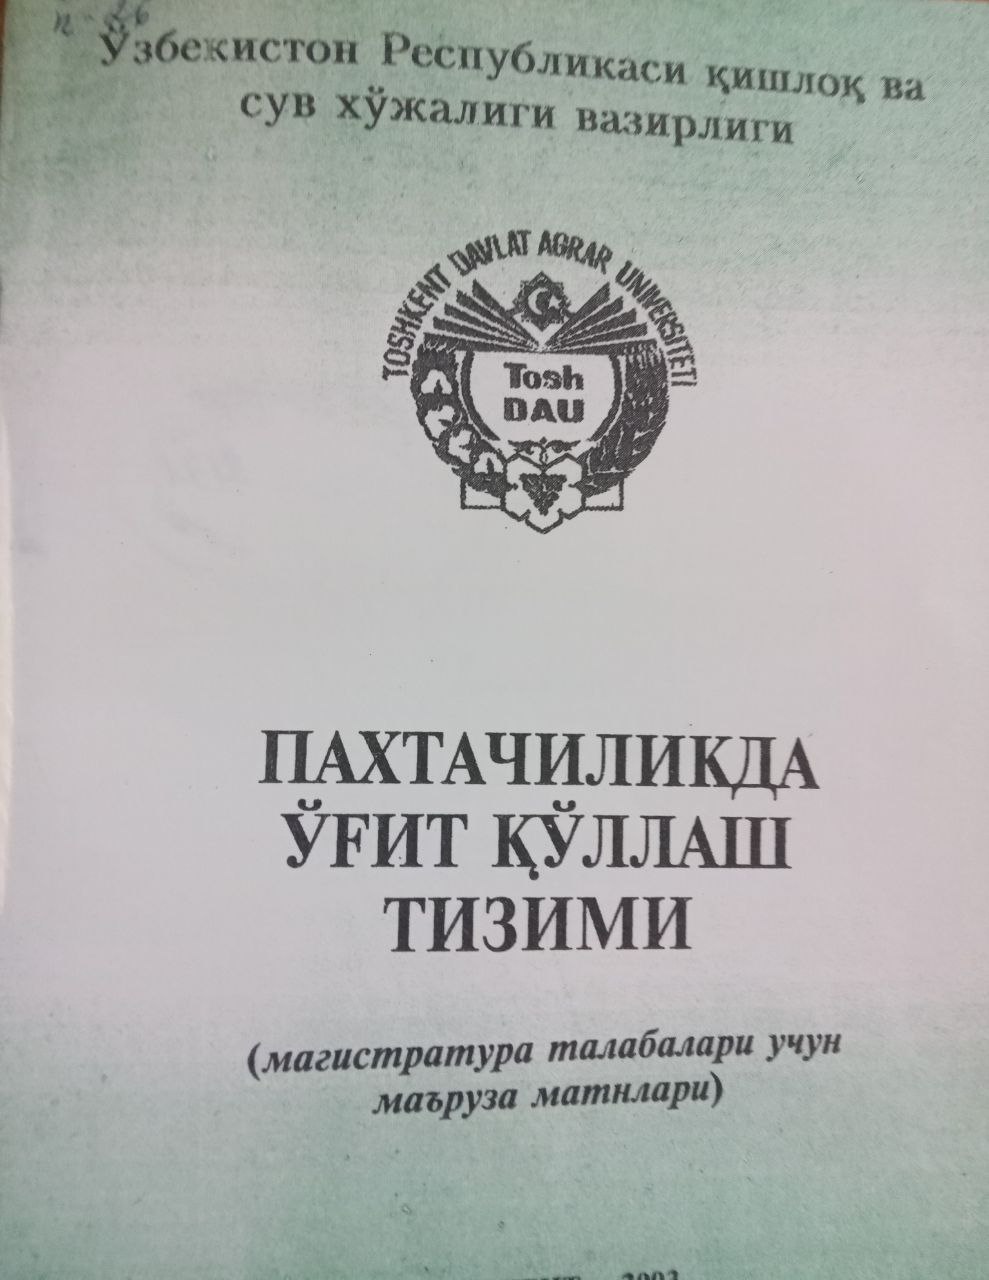 Ўзбекистон Республикаси қишлоқ ва
сув хўжалиги вазирлиги
TOSHKENT DAVLAT AGRAR UNIVERSITETI
Tosh
DAU
ПАХТАЧИЛИКДА
ЎҒИТ ҚЎЛЛАШ
ТИЗИМИ
(магистратура талабалари учун
маъруза матнлари)